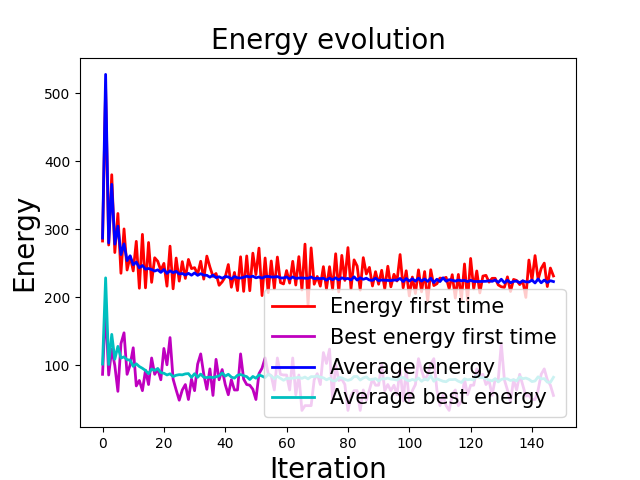 Energy evolution
Energy
500
400
300
200
100
0
20
40
60
80
100
120
140
Iteration
Energy first time
Best energy first time
Average energy
Average best energy